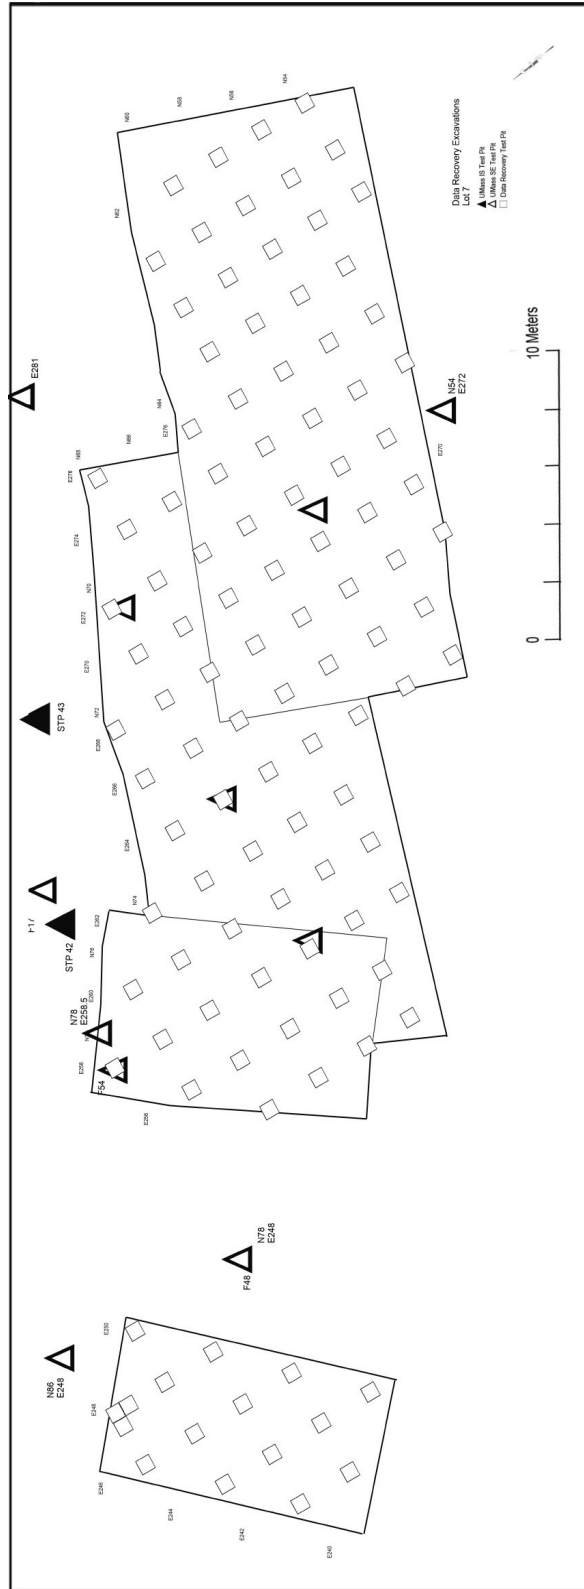 N54
N56
N58
N60
N62
Data Recovery Excavations
Lot 7
UMass IS Test Pit
UMass SE Test Pit
Data Recovery Test Pit
10 Meters
0
E281
N54
E272
E270
N64
E276
N66
N68
E276
E274
N70
E272
E270
STP 43
N72
E268
E266
E264
N74
STP 42
E262
N76
E260
N78
E258.5
E258
F54
E256
N78
E248
F48
N86
E248
E250
E248
E246
E244
E242
E240